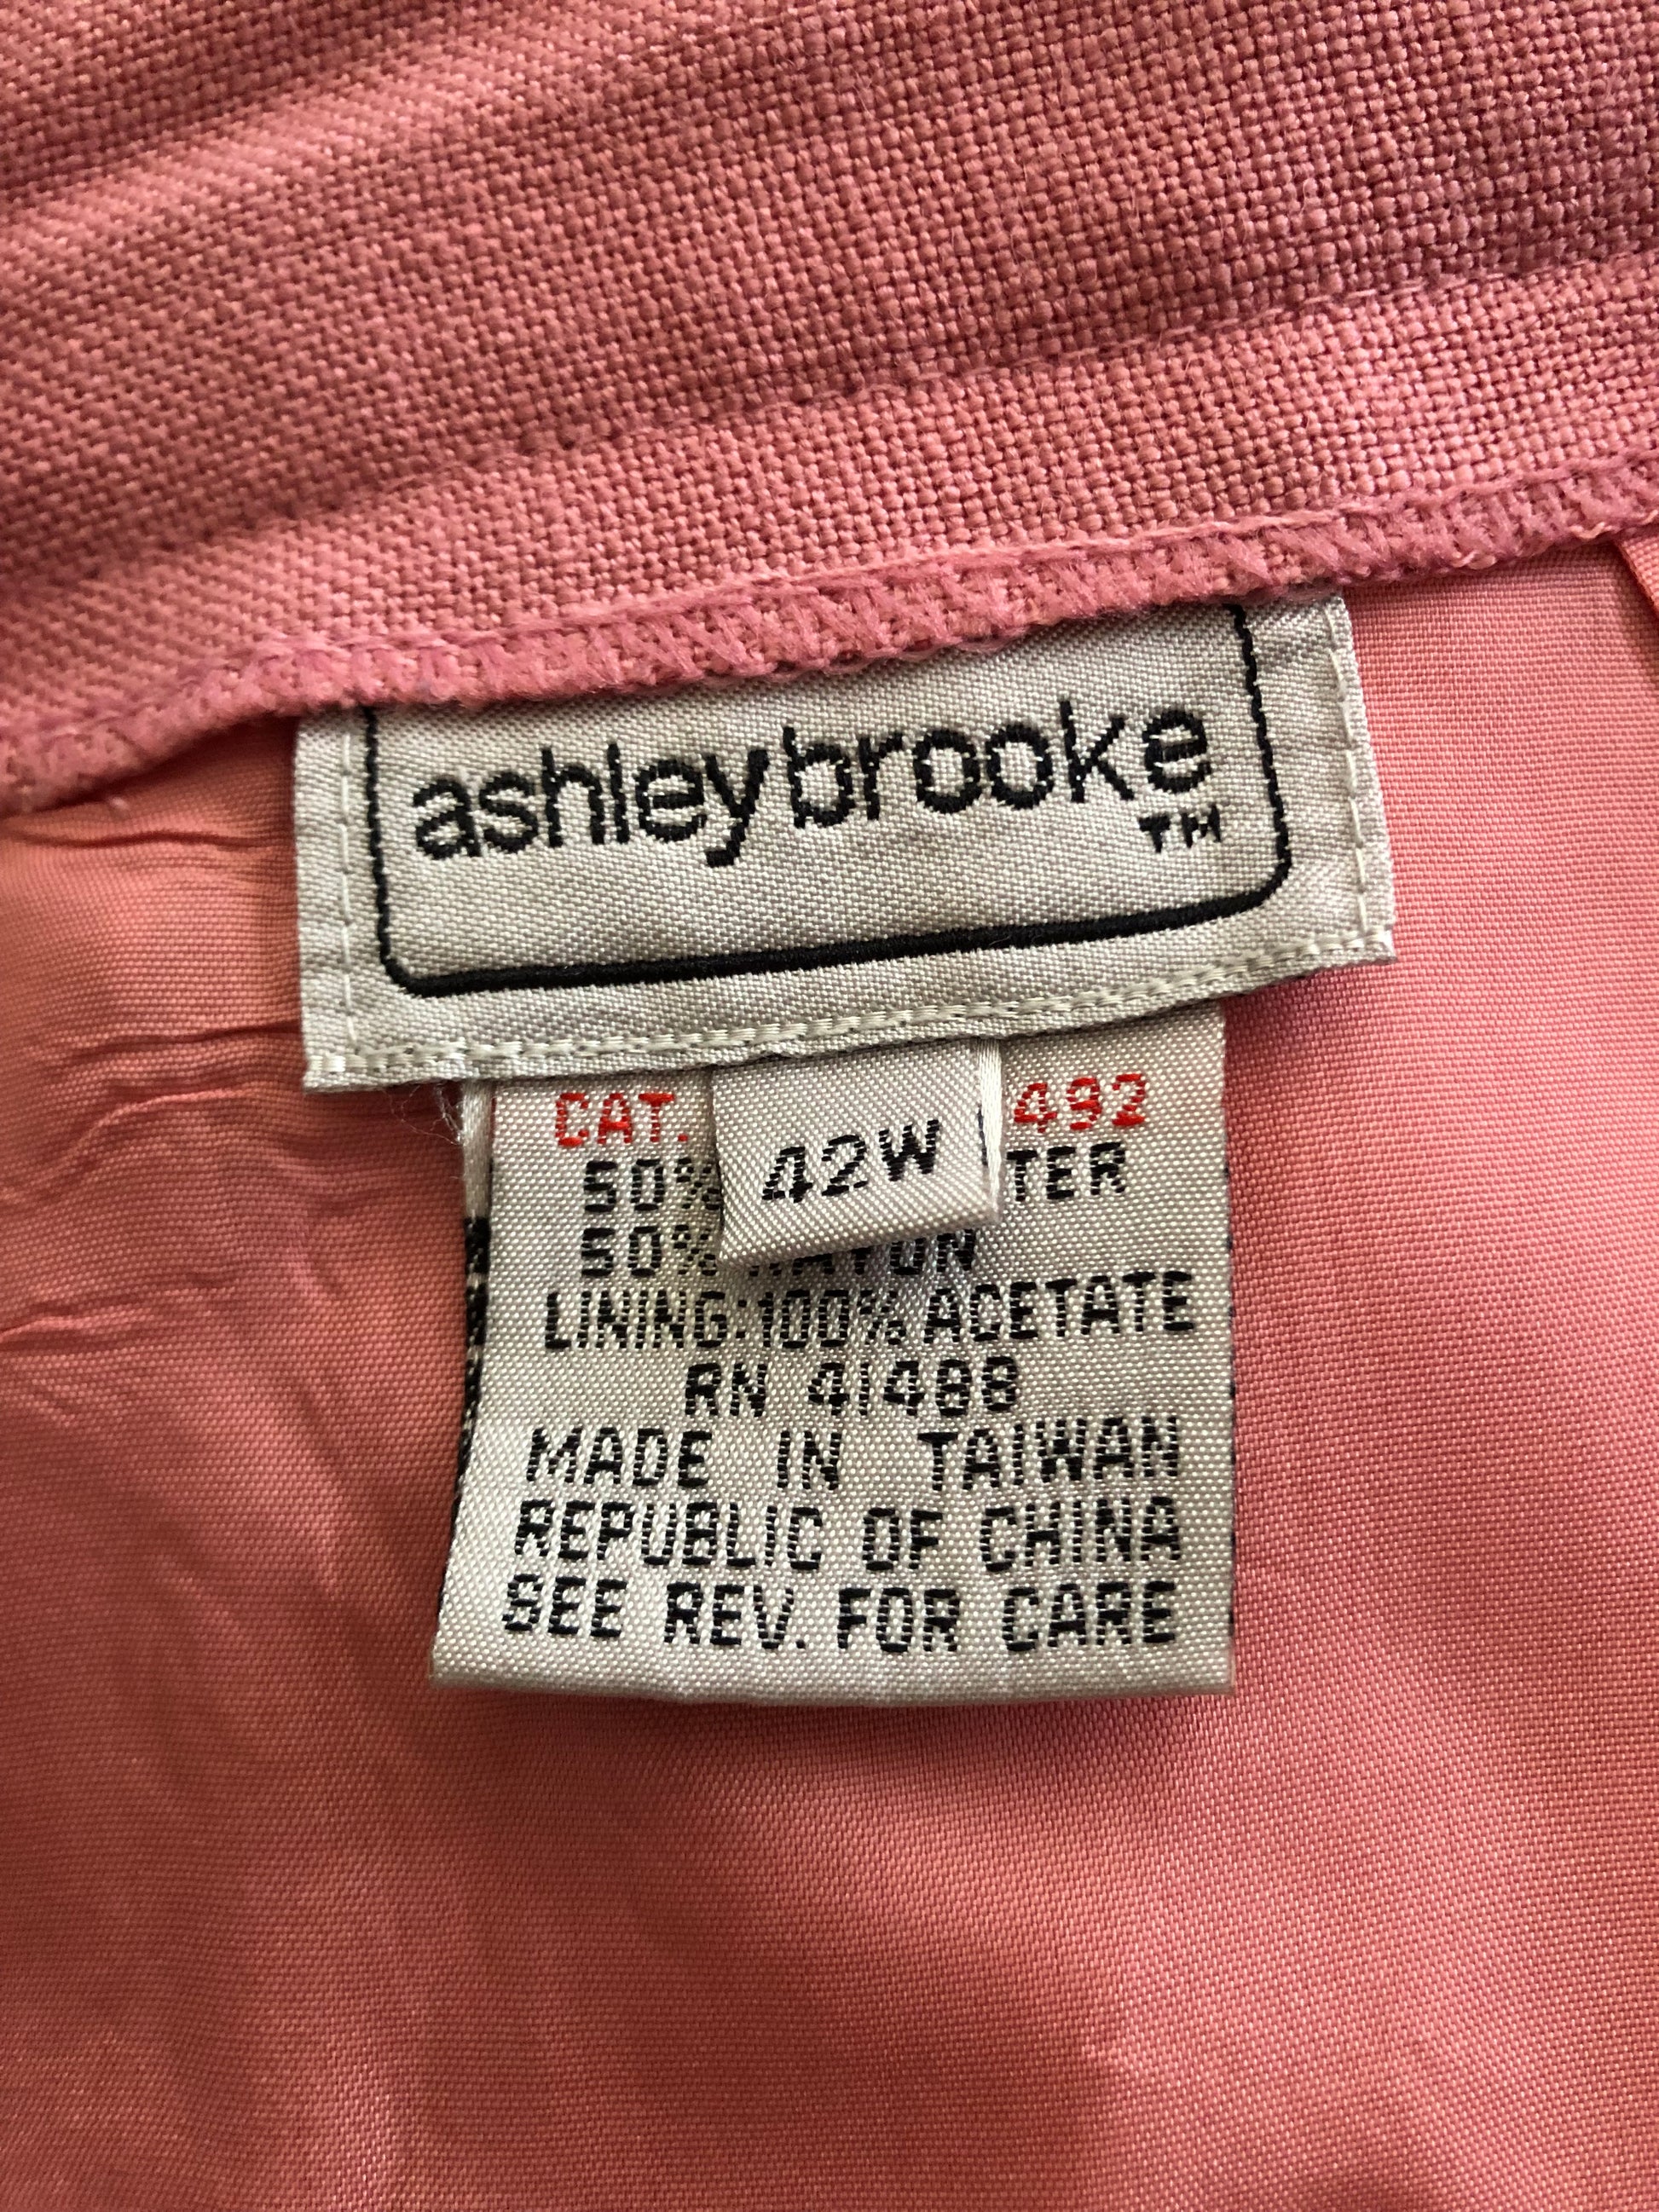 ashleybrooke
TM
42W
CAT. 492
50% TER
50% RAYON
LINING:100% ACETATE
RN 41488
MADE IN TAIWAN
REPUBLIC OF CHINA
SEE REV. FOR CARE